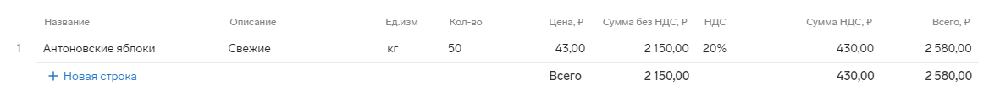 Название Описание Ед.изм Кол-во Цена, ₽ Сумма без НДС, ₽ НДС Сумма НДС, ₽ Всего, ₽
1 Антоновские яблоки Свежие кг 50 43,00 2 150,00 20% 430,00 2 580,00
+ Новая строка Всего 2 150,00 430,00 2 580,00